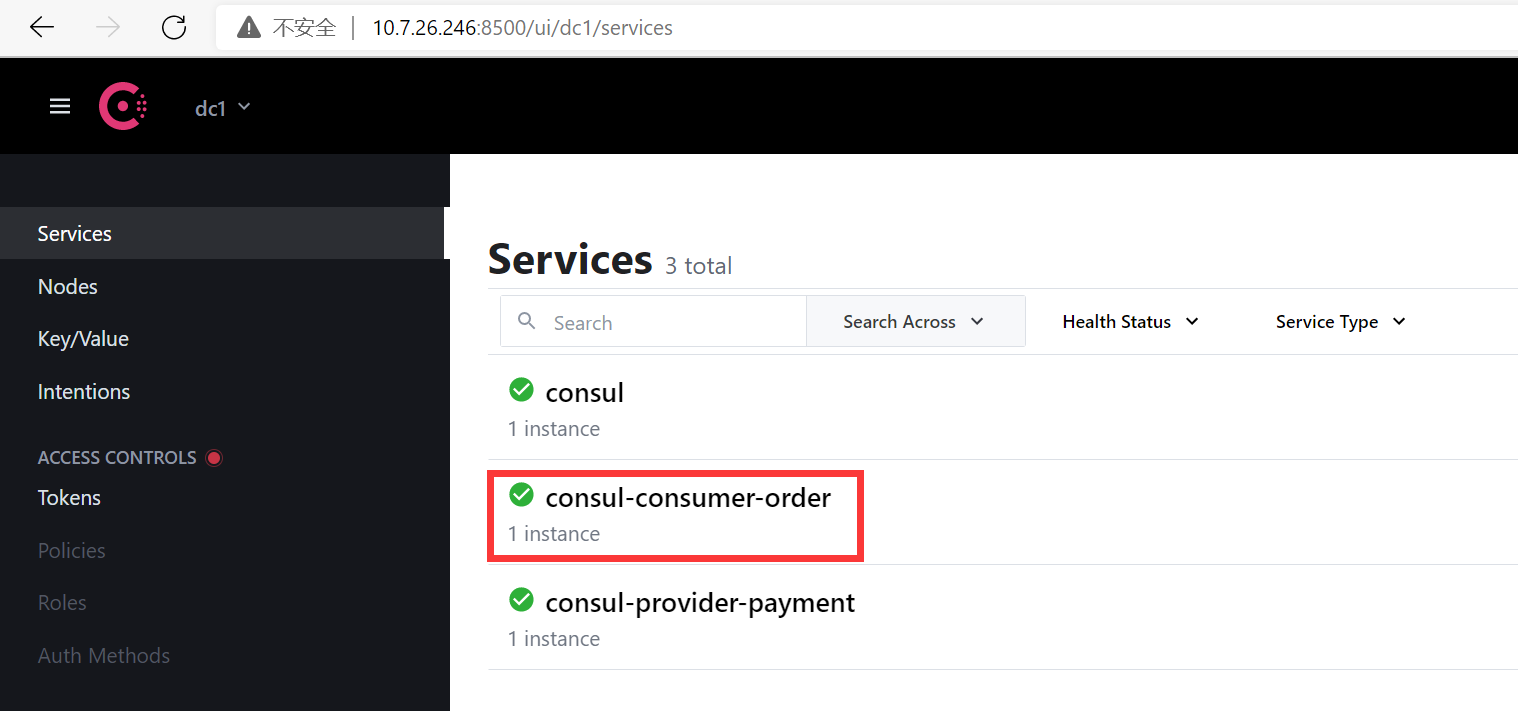 不安全 | 10.7.26.246:8500/ui/dc1/services
dc1
Services
Nodes
Key/Value
Intentions
ACCESS CONTROLS
Tokens
Policies
Roles
Auth Methods
Services 3 total
Search Search Across Health Status Service Type
consul
1 instance
consul-consumer-order
1 instance
consul-provider-payment
1 instance